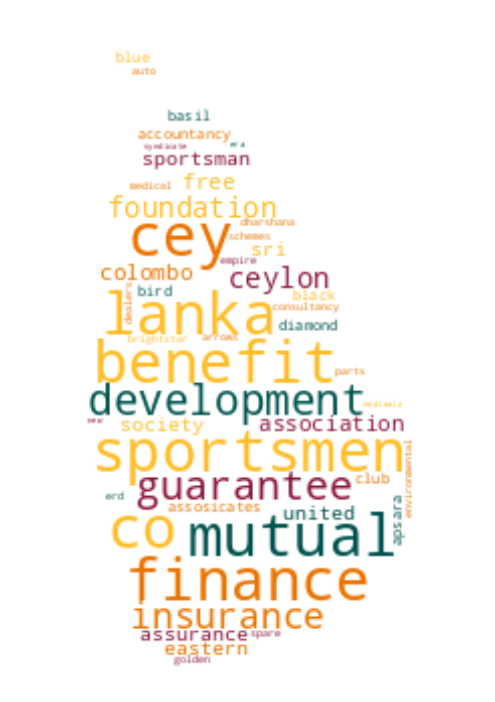 blue
auto
basil
accountancy
syndicate era
sportsman
medical free
foundation
dharshana
cey schemes
sri
empire
colombo ceylon
dealers bird black
lanka consultancy
diamond
brightstar arrows
benefit parts
development
new society association
sportsmen environmental
guarantee club
erd assosicates united apsara
co mutual
finance
insurance
assurance spare
eastern
golden